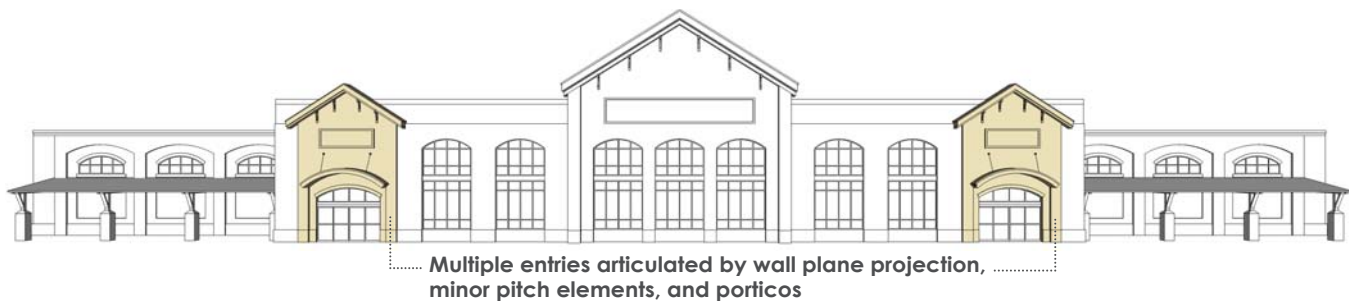 Multiple entries articulated by wall plane projection,
minor pitch elements, and porticos